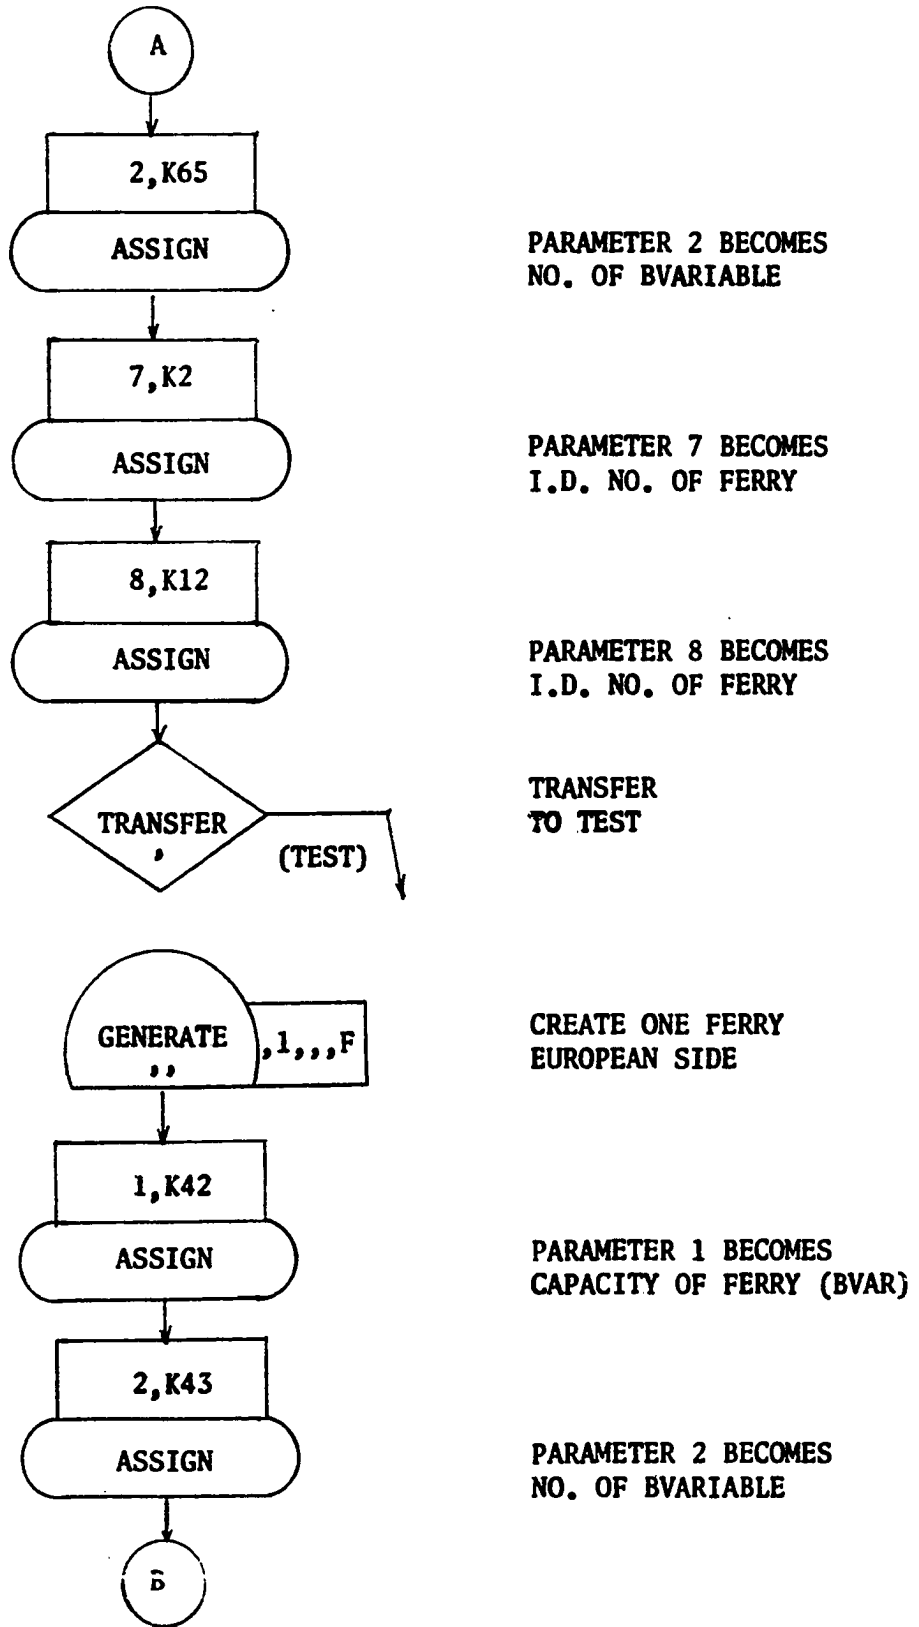 A
2,K65
ASSIGN
PARAMETER 2 BECOMES
NO. OF BVARIABLE
7,K2
ASSIGN
PARAMETER 7 BECOMES
I.D. NO. OF FERRY
8,K12
ASSIGN
PARAMETER 8 BECOMES
I.D. NO. OF FERRY
TRANSFER
,
(TEST)
TRANSFER
TO TEST
GENERATE
,,
,1,,,F
CREATE ONE FERRY
EUROPEAN SIDE
1,K42
ASSIGN
PARAMETER 1 BECOMES
CAPACITY OF FERRY (BVAR)
2,K43
ASSIGN
PARAMETER 2 BECOMES
NO. OF BVARIABLE
B